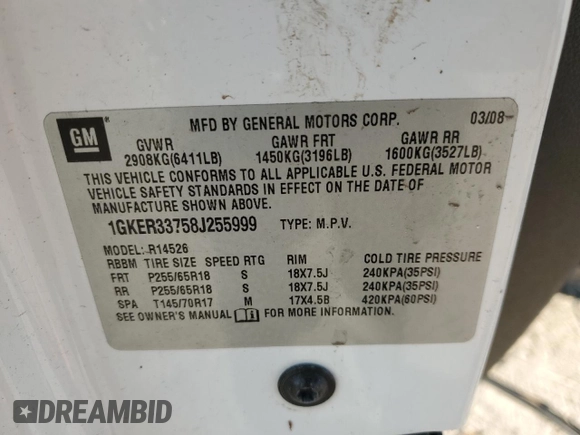 GM
MFD BY GENERAL MOTORS CORP. 03/08
GVWR GAWR FRT GAWR RR
2908KG(6411LB) 1450KG(3196LB) 1600KG(3527LB)
THIS VEHICLE CONFORMS TO ALL APPLICABLE U.S. FEDERAL MOTOR
VEHICLE SAFETY STANDARDS IN EFFECT ON THE DATE OF
MANUFACTURE SHOWN ABOVE.
1GKER33758J255999 TYPE: M.P.V.
MODEL: R14526
RBBM TIRE SIZE SPEED RTG RIM COLD TIRE PRESSURE
FRT P255/65R18 S 18X7.5J 240KPA(35PSI)
RR P255/65R18 S 18X7.5J 240KPA(35PSI)
SPA T145/70R17 M 17X4.5B 420KPA(60PSI)
SEE OWNER'S MANUAL FOR MORE INFORMATION.
DREAMBID